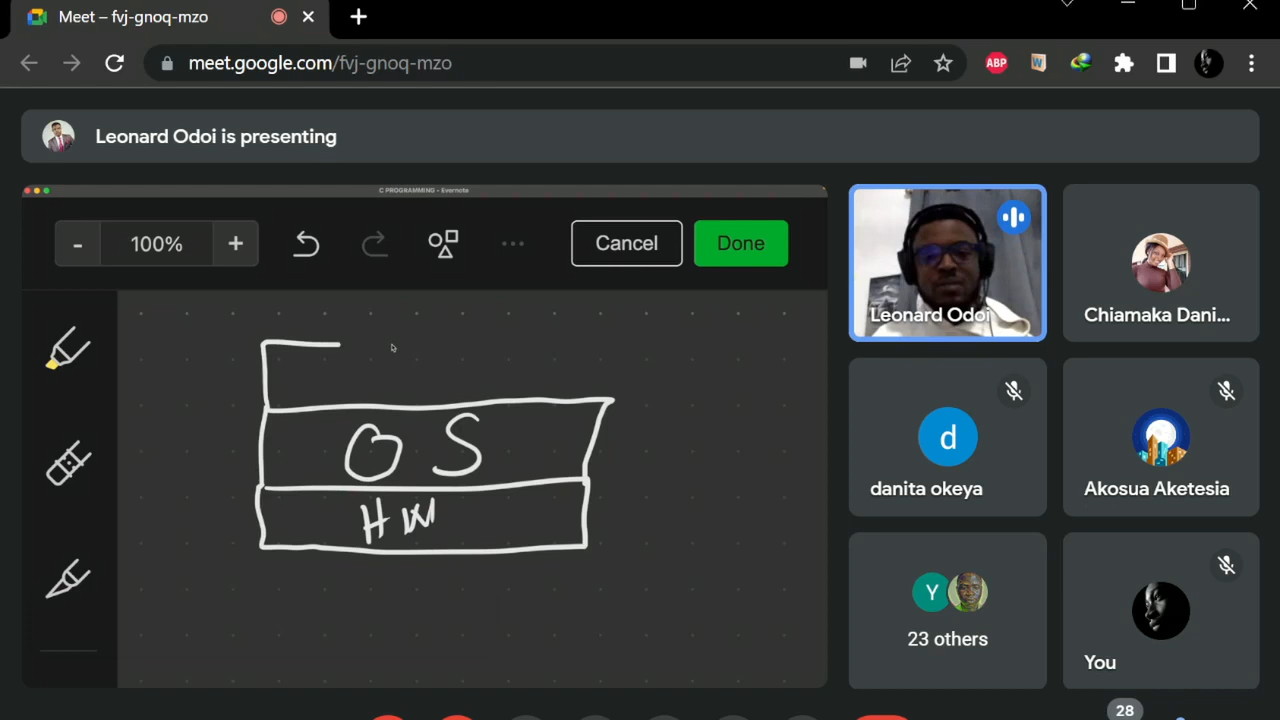 Meet – fvj-gnoq-mzo
meet.google.com/fvj-gnoq-mzo
ABP
W
Leonard Odoi is presenting
C PROGRAMMING - Evernote
- 100% +
Cancel
Done
O S
H W
Leonard Odoi
Chiamaka Dani...
d
danita okeya
Akosua Aketesia
Y
23 others
You
28